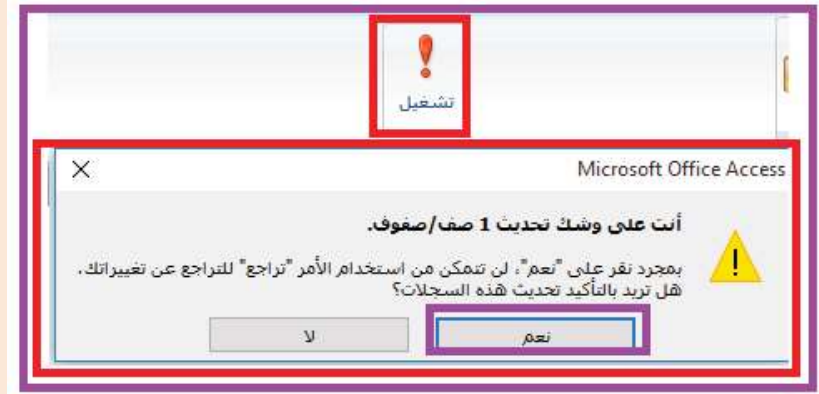 تشغيل
Microsoft Office Access
أنت على وشك تحديث 1 صف/صفوف.
بمجرد نقر على "نعم"، لن تتمكن من استخدام الأمر "تراجع" للتراجع عن تغييراتك.
هل تريد بالتأكيد تحديث هذه السجلات؟
نعم
لا